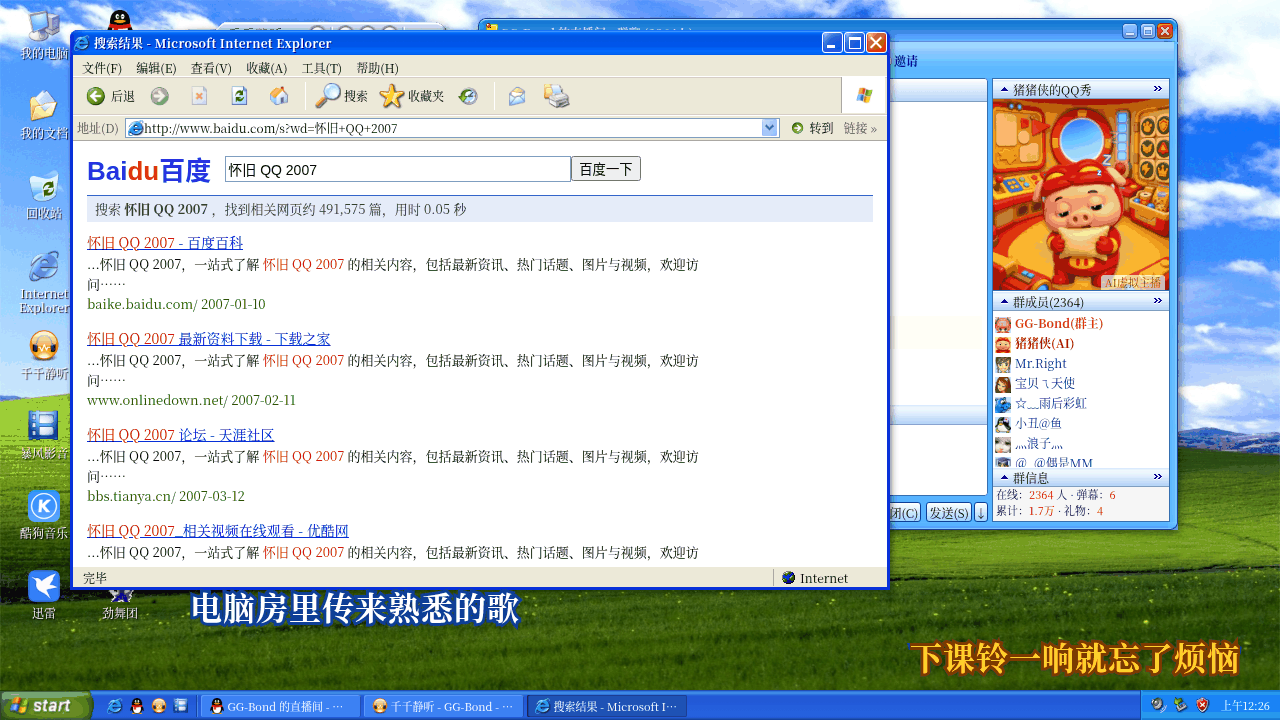 我的电脑
我的文档
回收站
Internet
Explorer
千千静听
暴风影音
酷狗音乐
迅雷
劲舞团
搜索结果 - Microsoft Internet Explorer
文件(F) 编辑(E) 查看(V) 收藏(A) 工具(T) 帮助(H)
后退 搜索 收藏夹
地址(D) http://www.baidu.com/s?wd=怀旧+QQ+2007 转到 链接 »
Baidu百度 怀旧 QQ 2007 百度一下
搜索 怀旧 QQ 2007 ，找到相关网页约 491,575 篇，用时 0.05 秒
怀旧 QQ 2007 - 百度百科
...怀旧 QQ 2007，一站式了解 怀旧 QQ 2007 的相关内容，包括最新资讯、热门话题、图片与视频，欢迎访
问……
baike.baidu.com/ 2007-01-10
怀旧 QQ 2007 最新资料下载 - 下载之家
...怀旧 QQ 2007，一站式了解 怀旧 QQ 2007 的相关内容，包括最新资讯、热门话题、图片与视频，欢迎访
问……
www.onlinedown.net/ 2007-02-11
怀旧 QQ 2007 论坛 - 天涯社区
...怀旧 QQ 2007，一站式了解 怀旧 QQ 2007 的相关内容，包括最新资讯、热门话题、图片与视频，欢迎访
问……
bbs.tianya.cn/ 2007-03-12
怀旧 QQ 2007_相关视频在线观看 - 优酷网
...怀旧 QQ 2007，一站式了解 怀旧 QQ 2007 的相关内容，包括最新资讯、热门话题、图片与视频，欢迎访
完毕 Internet
邀请
猪猪侠的QQ秀 »
Z
z
AI虚拟主播
群成员(2364) »
GG-Bond(群主)
猪猪侠(AI)
Mr.Right
宝贝ㄟ天使
☆﹏雨后彩虹
小丑@鱼
灬浪子灬
@_@偶是MM
群信息 »
在线：2364 人 · 弹幕：6
累计：1.7万 · 礼物：4
闭(C) 发送(S) ↓
电脑房里传来熟悉的歌
下课铃一响就忘了烦恼
start GG-Bond 的直播间 - … 千千静听 - GG-Bond - … 搜索结果 - Microsoft I… 上午12:26